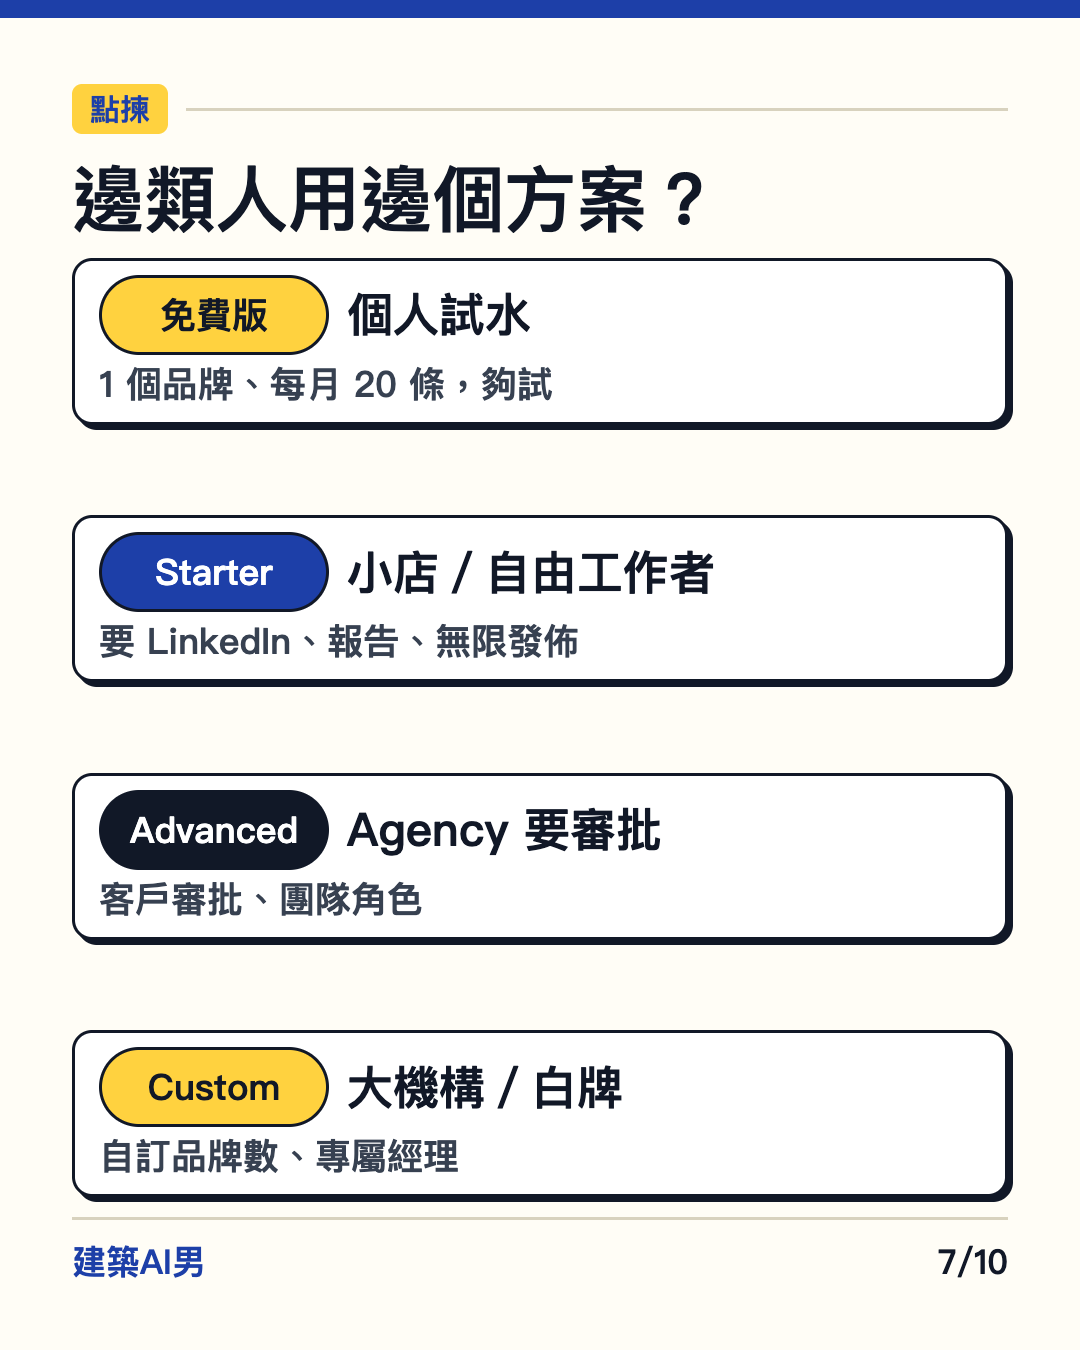 點揀
邊類人用邊個方案？
免費版 個人試水
1 個品牌、每月 20 條，夠試
Starter 小店 / 自由工作者
要 LinkedIn、報告、無限發佈
Advanced Agency 要審批
客戶審批、團隊角色
Custom 大機構 / 白牌
自訂品牌數、專屬經理
建築AI男 7/10